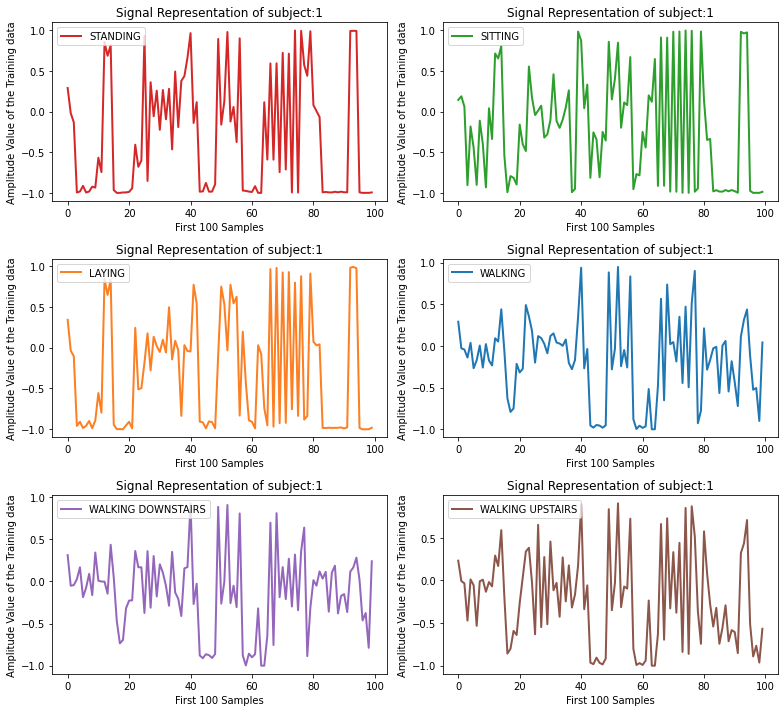 Signal Representation of subject:1
Amplitude Value of the Training data
1.0
0.5
0.0
−0.5
−1.0
STANDING
0 20 40 60 80 100
First 100 Samples
Signal Representation of subject:1
Amplitude Value of the Training data
1.0
0.5
0.0
−0.5
−1.0
SITTING
0 20 40 60 80 100
First 100 Samples
Signal Representation of subject:1
Amplitude Value of the Training data
1.0
0.5
0.0
−0.5
−1.0
LAYING
0 20 40 60 80 100
First 100 Samples
Signal Representation of subject:1
Amplitude Value of the Training data
1.0
0.5
0.0
−0.5
−1.0
WALKING
0 20 40 60 80 100
First 100 Samples
Signal Representation of subject:1
Amplitude Value of the Training data
1.0
0.5
0.0
−0.5
−1.0
WALKING DOWNSTAIRS
0 20 40 60 80 100
First 100 Samples
Signal Representation of subject:1
Amplitude Value of the Training data
0.5
0.0
−0.5
−1.0
WALKING UPSTAIRS
0 20 40 60 80 100
First 100 Samples